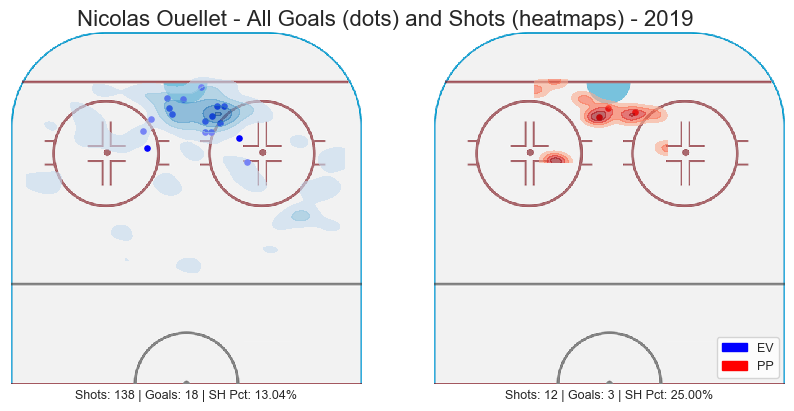 Nicolas Ouellet - All Goals (dots) and Shots (heatmaps) - 2019
EV
PP
Shots: 138 | Goals: 18 | SH Pct: 13.04%
Shots: 12 | Goals: 3 | SH Pct: 25.00%